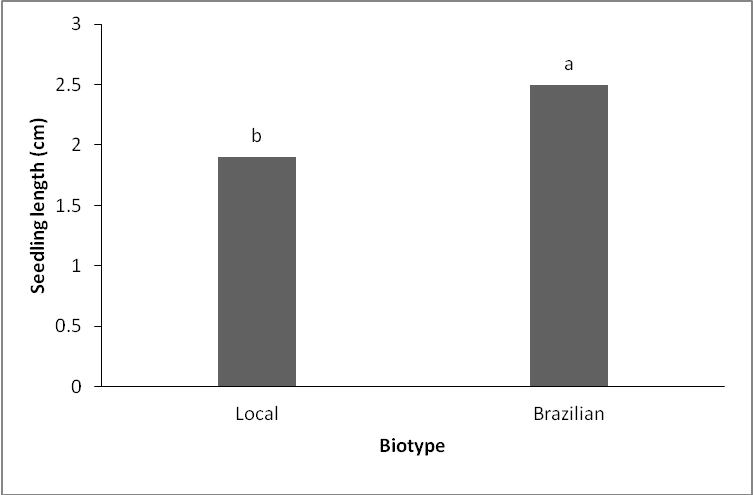 3
2.5
2
1.5
1
0.5
0
Seedling length (cm)
b
a
Local
Brazilian
Biotype